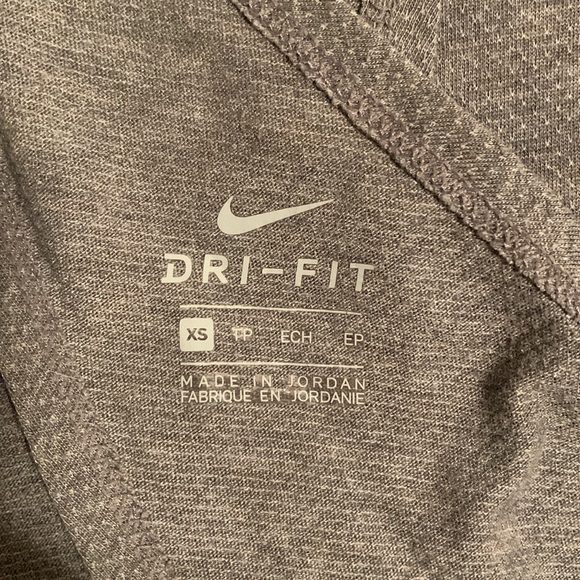 DRI-FIT
XS TP ECH EP
MADE IN JORDAN
FABRIQUE EN JORDANIE